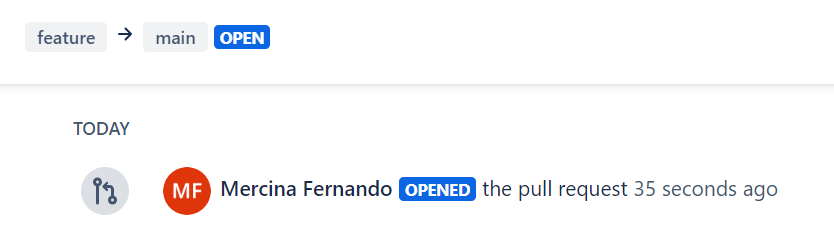 feature → main OPEN
TODAY
MF Mercina Fernando OPENED the pull request 35 seconds ago